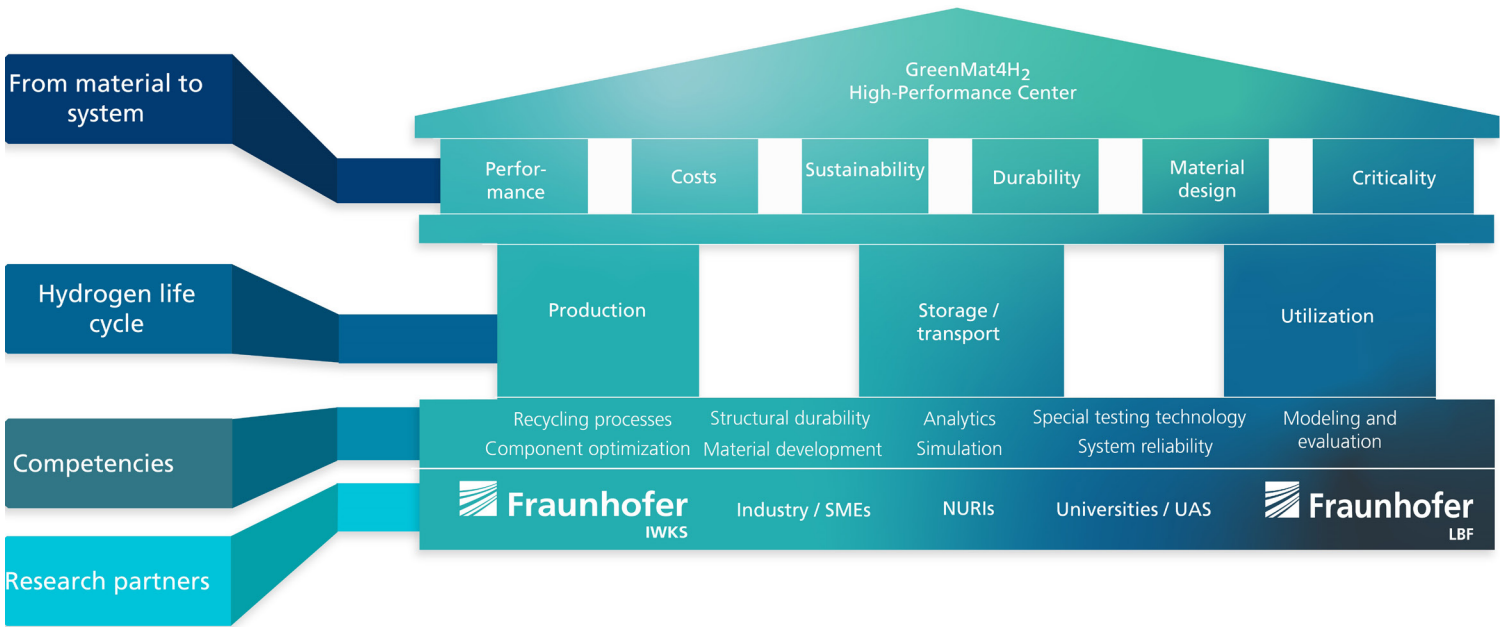 GreenMat4H₂
High-Performance Center
From material to
system
Perfor-
mance
Costs
Sustainability
Durability
Material
design
Criticality
Hydrogen life
cycle
Production
Storage /
transport
Utilization
Competencies
Recycling processes
Component optimization
Structural durability
Material development
Analytics
Simulation
Special testing technology
System reliability
Modeling and
evaluation
Research partners
Fraunhofer
IWKS
Industry / SMEs
NURIs
Universities / UAS
Fraunhofer
LBF